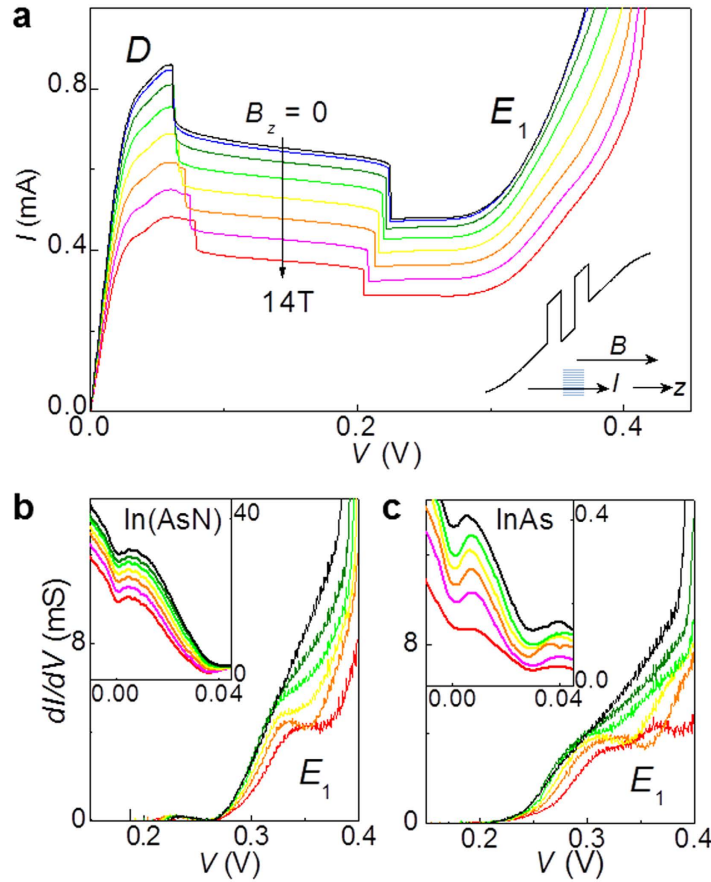 a
D
B_z = 0
E_1
14T
B
I
z
0.8
0.4
0.0
I (mA)
0.0
0.2
0.4
V (V)
b
In(AsN)
40
0
0.00
0.04
8
0
dI/dV (mS)
E_1
0.2
0.3
0.4
V (V)
c
InAs
0.4
0.0
0.00
0.04
8
0
E_1
0.2
0.3
0.4
V (V)